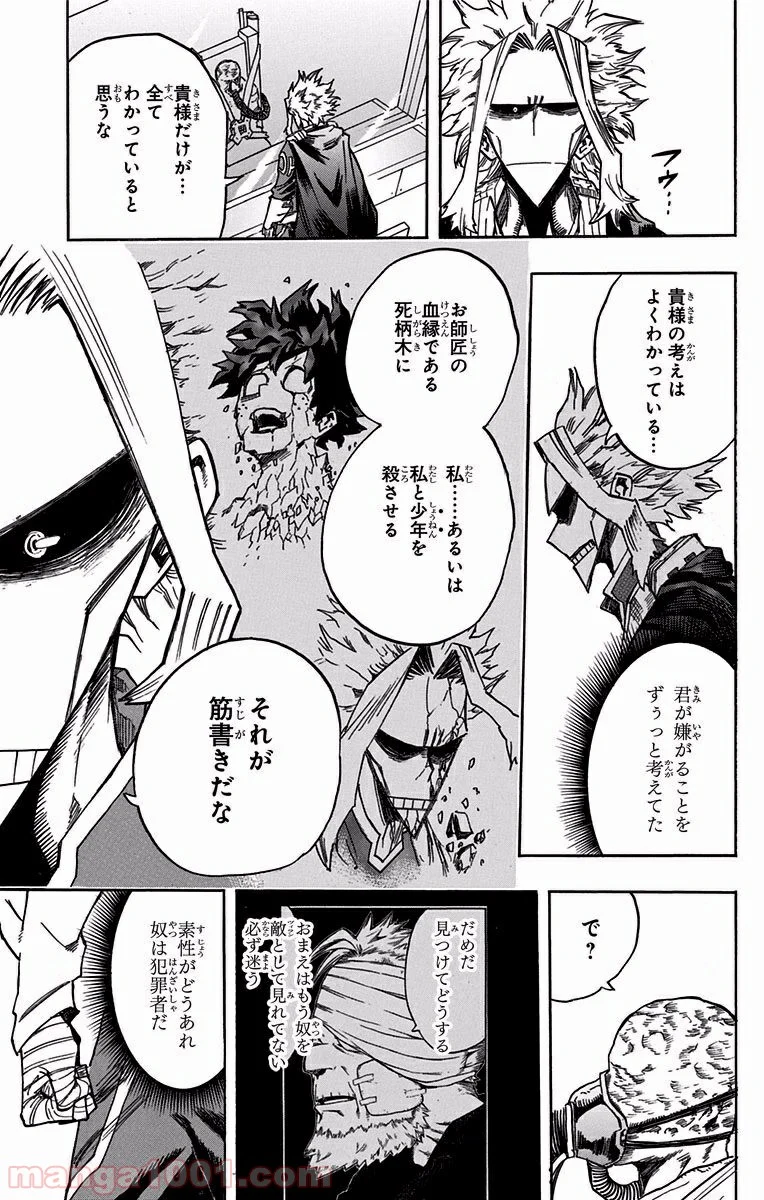 フゥ…
貴様だけが…
全て
わかっていると
思うな
貴様の考えは
よくわかっている…
君が嫌がることを
ずぅっと考えてた
お師匠の
血縁である
死柄木に
私……あるいは
私と少年を
殺させる
それが
筋書きだな
で?
だめだ
見つけてどうする
おまえはもう奴を
敵として見れてない
必ず迷う
素性がどうあれ
奴は犯罪者だ
manga1001.com